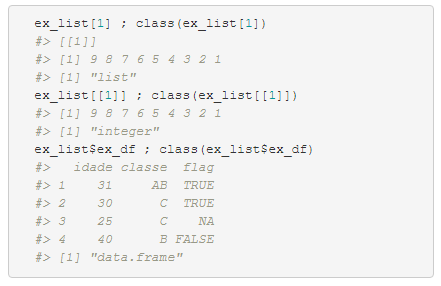 ex_list[1] ; class(ex_list[1])
#> [[1]]
#> [1] 9 8 7 6 5 4 3 2 1
#> [1] "list"
ex_list[[1]] ; class(ex_list[[1]])
#> [1] 9 8 7 6 5 4 3 2 1
#> [1] "integer"
ex_list$ex_df ; class(ex_list$ex_df)
#>   idade classe  flag
#> 1    31     AB  TRUE
#> 2    30      C  TRUE
#> 3    25      C    NA
#> 4    40      B FALSE
#> [1] "data.frame"